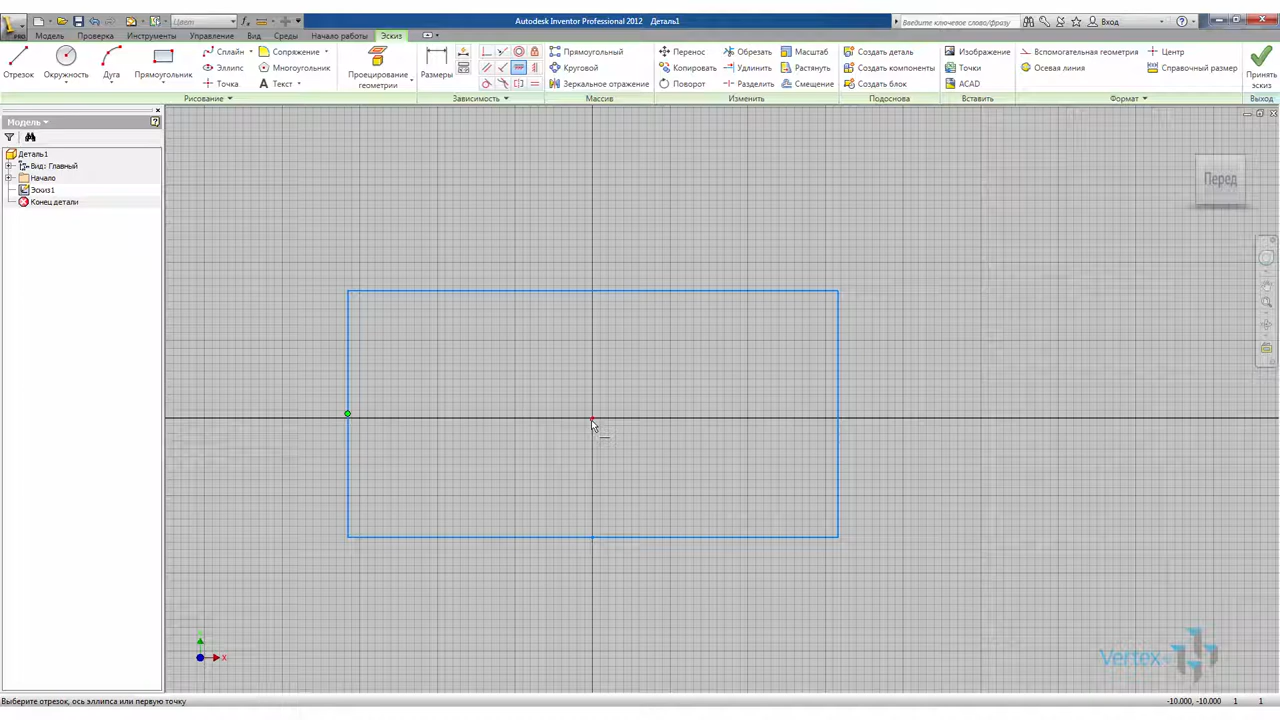 Цвет
Autodesk Inventor Professional 2012 Деталь1
Введите ключевое слово/фразу
Вход
Модель Проверка Инструменты Управление Вид Среды Начало работы Эскиз
Отрезок
Окружность
Дуга
Прямоугольный
Сплайн
Эллипс
Точка
Сопряжение
Многоугольник
Текст
Проецирование геометрии
Размеры
Прямоугольный
Круговой
Зеркальное отражение
Перенос
Копировать
Поворот
Обрезать
Удлинить
Разделить
Масштаб
Растянуть
Смещение
Создать деталь
Создать компоненты
Создать блок
Изображение
Точки
ACAD
Вспомогательная геометрия
Осевая линия
Центр
Справочный размер
Принять эскиз
Рисование
Зависимость
Массив
Изменить
Подоснова
Вставить
Формат
Выход
Модель
Деталь1
Вид: Главный
Начало
Эскиз1
Конец детали
Перед
X
Vertex
Выберите отрезок, ось эллипса или первую точку
-10.000, -10.000 1 1